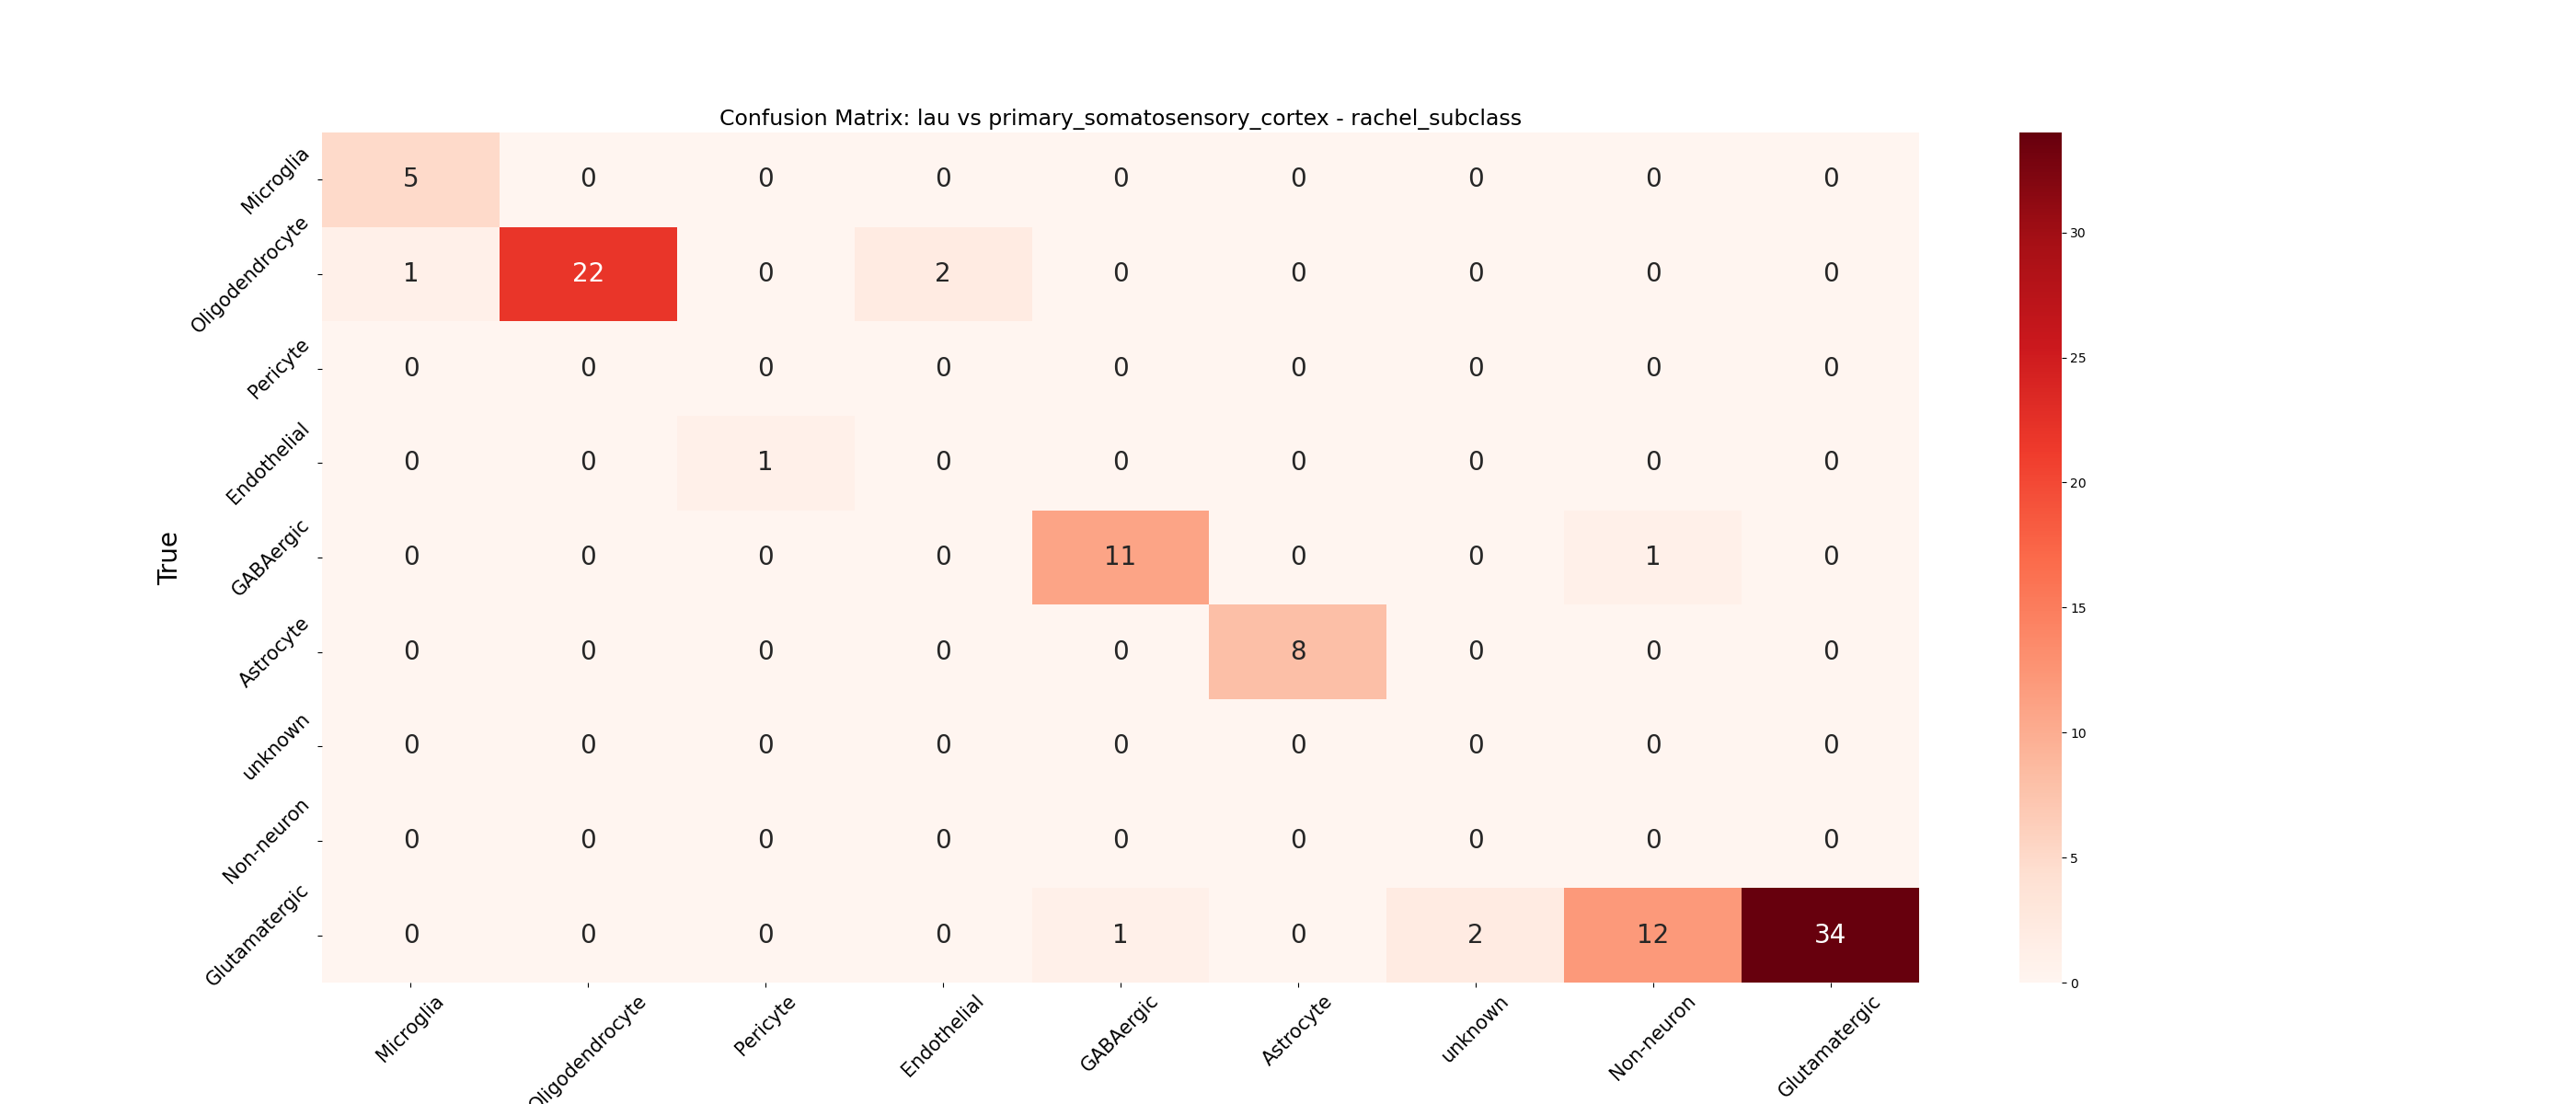 Confusion Matrix: lau vs primary_somatosensory_cortex - rachel_subclass
True
Microglia 5 0 0 0 0 0 0 0 0
Oligodendrocyte 1 22 0 2 0 0 0 0 0
Pericyte 0 0 0 0 0 0 0 0 0
Endothelial 0 0 1 0 0 0 0 0 0
GABAergic 0 0 0 0 11 0 0 1 0
Astrocyte 0 0 0 0 0 8 0 0 0
unknown 0 0 0 0 0 0 0 0 0
Non-neuron 0 0 0 0 0 0 0 0 0
Glutamatergic 0 0 0 0 1 0 2 12 34
Microglia Oligodendrocyte Pericyte Endothelial GABAergic Astrocyte unknown Non-neuron Glutamatergic
30
25
20
15
10
5
0